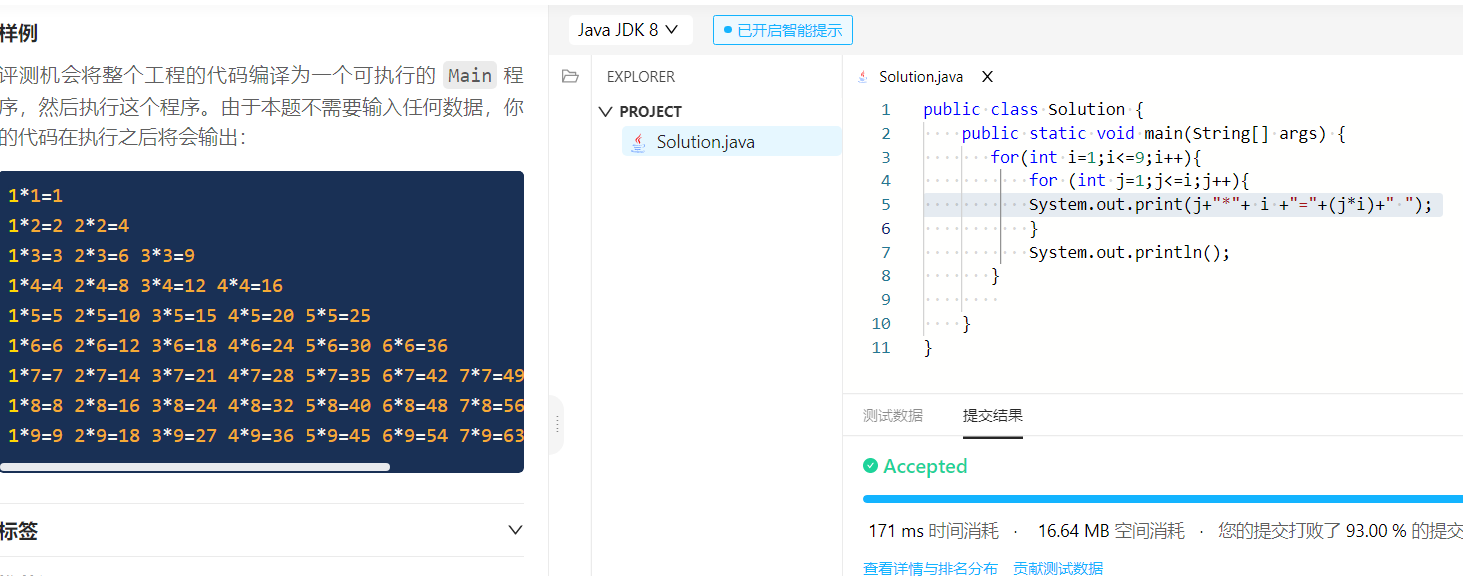 样例
评测机会将整个工程的代码编译为一个可执行的 Main 程
序，然后执行这个程序。由于本题不需要输入任何数据，你
的代码在执行之后将会输出：
1*1=1
1*2=2 2*2=4
1*3=3 2*3=6 3*3=9
1*4=4 2*4=8 3*4=12 4*4=16
1*5=5 2*5=10 3*5=15 4*5=20 5*5=25
1*6=6 2*6=12 3*6=18 4*6=24 5*6=30 6*6=36
1*7=7 2*7=14 3*7=21 4*7=28 5*7=35 6*7=42 7*7=49
1*8=8 2*8=16 3*8=24 4*8=32 5*8=40 6*8=48 7*8=56
1*9=9 2*9=18 3*9=27 4*9=36 5*9=45 6*9=54 7*9=63
标签
Java JDK 8
已开启智能提示
EXPLORER
PROJECT
Solution.java
Solution.java X
1 public class Solution {
2 public static void main(String[] args) {
3 for(int i=1;i<=9;i++){
4 for (int j=1;j<=i;j++){
5 System.out.print(j+"*"+ i +"="+(j*i)+" ");
6 }
7 System.out.println();
8 }
9
10 }
11 }
测试数据 提交结果
Accepted
171 ms 时间消耗 · 16.64 MB 空间消耗 · 您的提交打败了 93.00 % 的提交
查看详情与排名分布 贡献测试数据